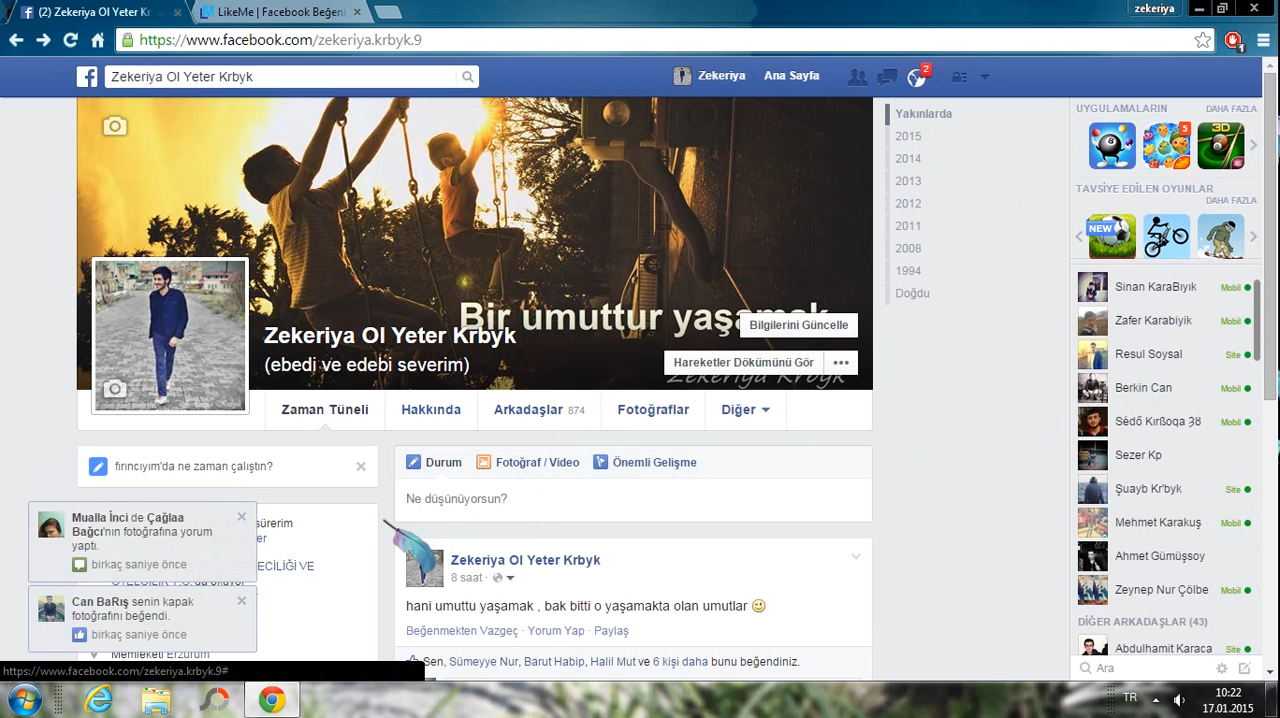 (2) Zekeriya Ol Yeter Kr
LikeMe | Facebook Beğeni
zekeriya
https://www.facebook.com/zekeriya.krbyk.9
Zekeriya Ol Yeter Krbyk
Zekeriya
Ana Sayfa
2
Bir umuttur yaşamak
Zekeriya Ol Yeter Krbyk
(ebedi ve edebi severim)
Bilgilerini Güncelle
Hareketler Dökümünü Gör
Zekeriya Krbyk
Zaman Tüneli
Hakkında
Arkadaşlar 874
Fotoğraflar
Diğer
Yakınlarda
2015
2014
2013
2012
2011
2008
1994
Doğdu
fırıncıyım'da ne zaman çalıştın?
Mualla İnci de Çağlaa
Bağcı'nın fotoğrafına yorum
yaptı.
birkaç saniye önce
Can BaRış senin kapak
fotoğrafını beğendi.
birkaç saniye önce
Memleketi Erzurum
https://www.facebook.com/zekeriya.krbyk.9#
Durum
Fotoğraf / Video
Önemli Gelişme
Ne düşünüyorsun?
Zekeriya Ol Yeter Krbyk
8 saat
hani umuttu yaşamak , bak bitti o yaşamakta olan umutlar
Beğenmekten Vazgeç · Yorum Yap · Paylaş
Sen, Sümeyye Nur, Barut Habip, Halil Mut ve 6 kişi daha bunu beğendiniz.
UYGULAMALARIN
DAHA FAZLA
5
3D
TAVSİYE EDİLEN OYUNLAR
DAHA FAZLA
NEW
Sinan KaraBıyık Mobil
Zafer Karabiyik Mobil
Resul Soysal Site
Berkin Can Mobil
Sédő Kırßoqa Ʒ8 Mobil
Sezer Kp
Şuayb Kr'byk Site
Mehmet Karakuş Mobil
Ahmet Gümüşsoy
Zeynep Nur Çölbe Mobil
DİĞER ARKADAŞLAR (43)
Abdulhamit Karaca
Ara
TR
10:22
17.01.2015